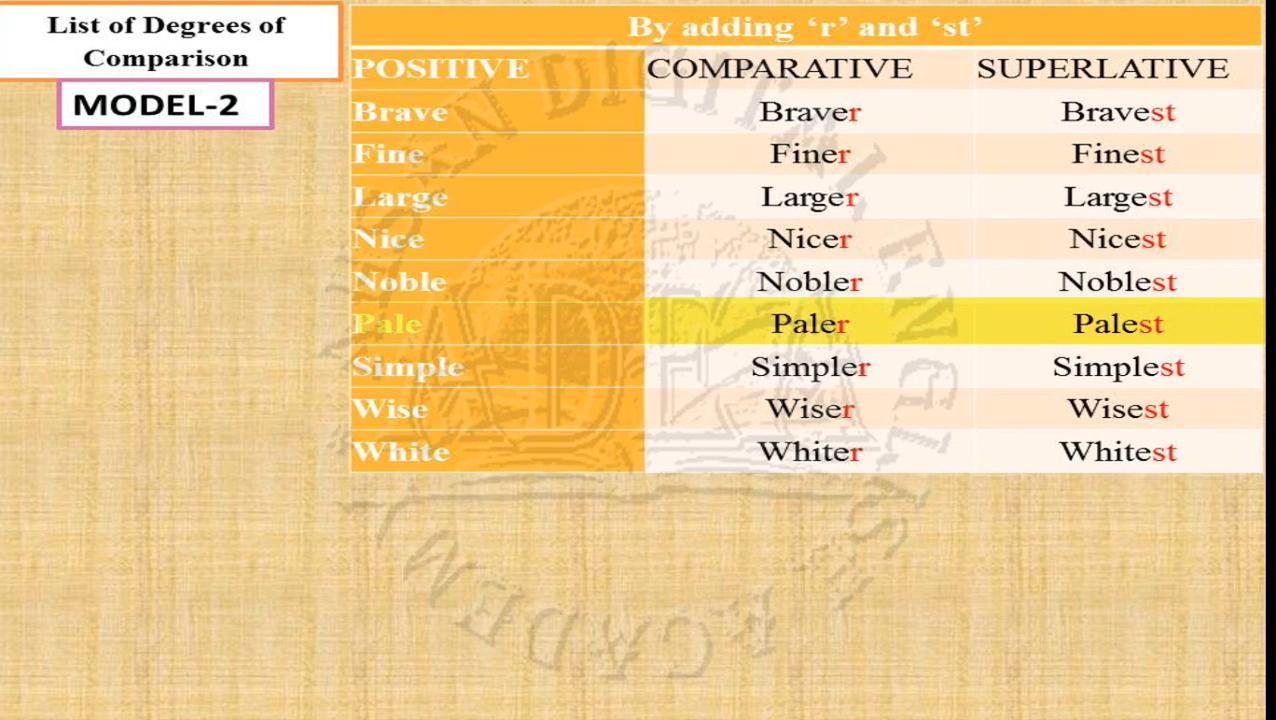 List of Degrees of
Comparison
MODEL-2
By adding ‘r’ and ‘st’
POSITIVE COMPARATIVE SUPERLATIVE
Brave Braver Bravest
Fine Finer Finest
Large Larger Largest
Nice Nicer Nicest
Noble Nobler Noblest
Pale Paler Palest
Simple Simpler Simplest
Wise Wiser Wisest
White Whiter Whitest
ADEA